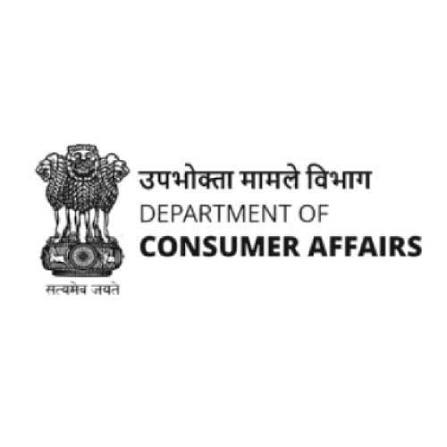 उपभोक्ता मामले विभाग
DEPARTMENT OF
CONSUMER AFFAIRS
सत्यमेव जयते